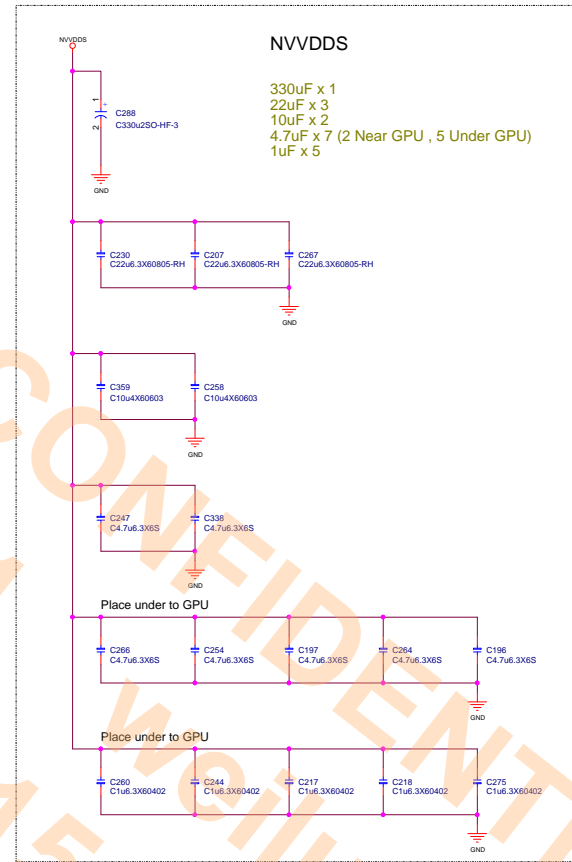 NVVDDS
NVVDDS
330uF x 1
22uF x 3
10uF x 2
4.7uF x 7 (2 Near GPU , 5 Under GPU)
1uF x 5
1
+
2
C288
C330u2SO-HF-3
GND
C230
C22u6.3X60805-RH
C207
C22u6.3X60805-RH
C267
C22u6.3X60805-RH
GND
C359
C10u4X60603
C258
C10u4X60603
GND
C247
C4.7u6.3X6S
C338
C4.7u6.3X6S
GND
Place under to GPU
C266
C4.7u6.3X6S
C254
C4.7u6.3X6S
C197
C4.7u6.3X6S
C264
C4.7u6.3X6S
C196
C4.7u6.3X6S
GND
Place under to GPU
C260
C1u6.3X60402
C244
C1u6.3X60402
C217
C1u6.3X60402
C218
C1u6.3X60402
C275
C1u6.3X60402
GND
CONFIDENTI